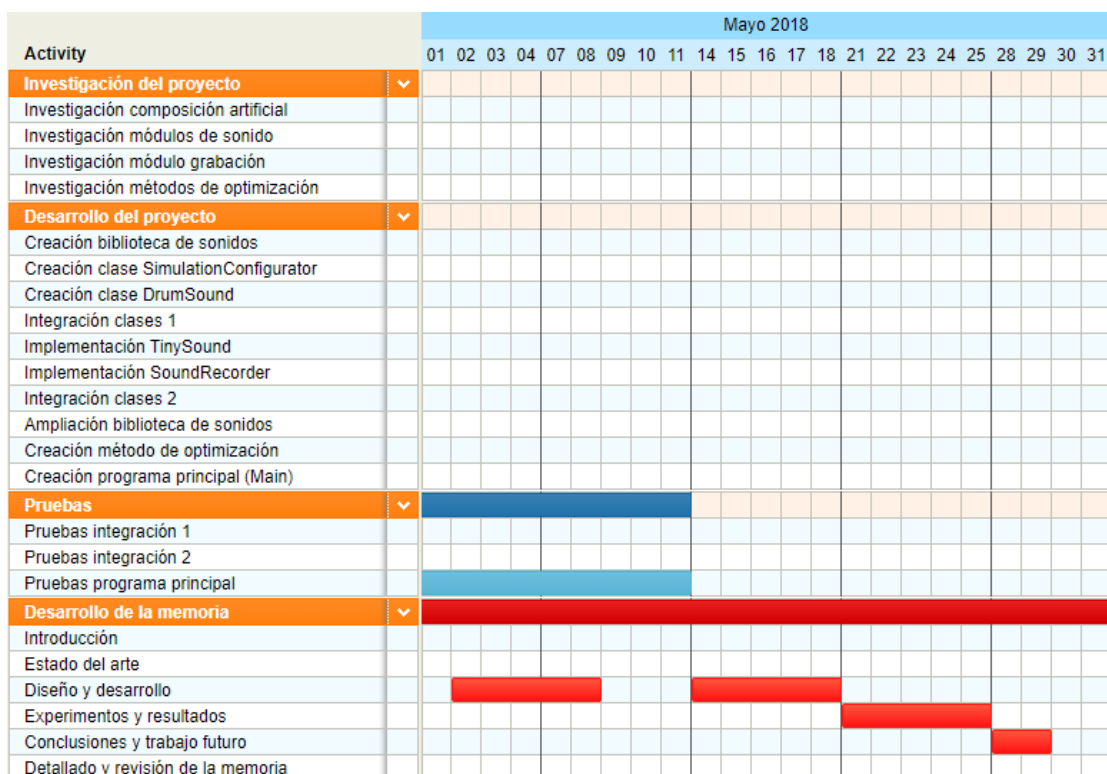 Mayo 2018
Activity 01 02 03 04 07 08 09 10 11 14 15 16 17 18 21 22 23 24 25 28 29 30 31
Investigación del proyecto
Investigación composición artificial
Investigación módulos de sonido
Investigación módulo grabación
Investigación métodos de optimización
Desarrollo del proyecto
Creación biblioteca de sonidos
Creación clase SimulationConfigurator
Creación clase DrumSound
Integración clases 1
Implementación TinySound
Implementación SoundRecorder
Integración clases 2
Ampliación biblioteca de sonidos
Creación método de optimización
Creación programa principal (Main)
Pruebas
Pruebas integración 1
Pruebas integración 2
Pruebas programa principal
Desarrollo de la memoria
Introducción
Estado del arte
Diseño y desarrollo
Experimentos y resultados
Conclusiones y trabajo futuro
Detallado y revisión de la memoria